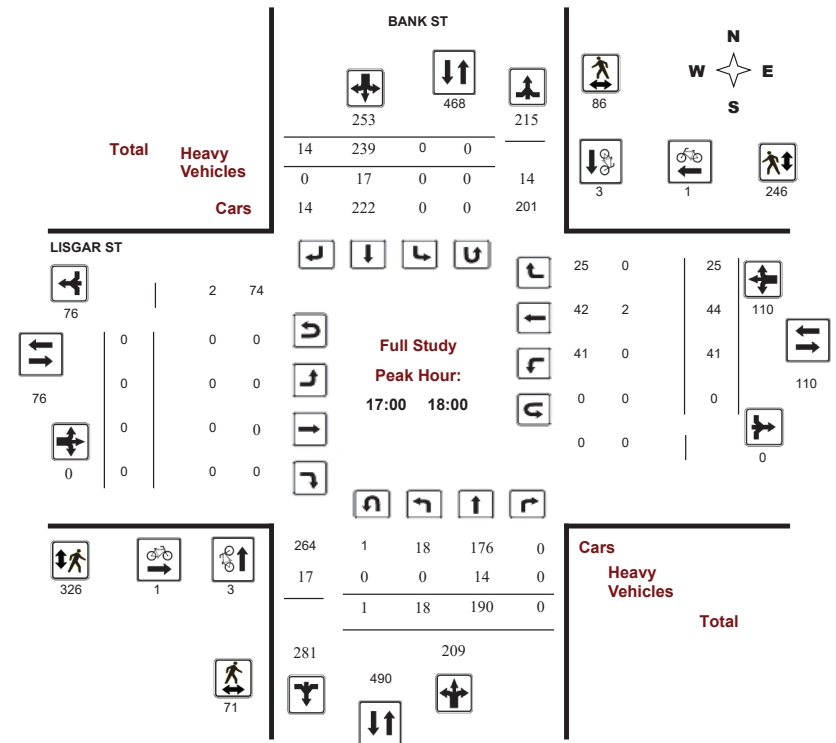 BANK ST
N
W E
S
468
86
253 215
14 239 0 0
Total Heavy
Vehicles
0 17 0 0 14
Cars 14 222 0 0 201
3 1 246
LISGAR ST
2 74
76
25 0 25
42 2 44 110
41 0 41
0 0 0
0 0
0
110
0 0 0
0 0 0
76
0 0 0
0 0 0 0
Full Study
Peak Hour:
17:00 18:00
264 1 18 176 0
17 0 0 14 0
1 18 190 0
Cars
Heavy
Vehicles
Total
326 1 3
281 209
490
71